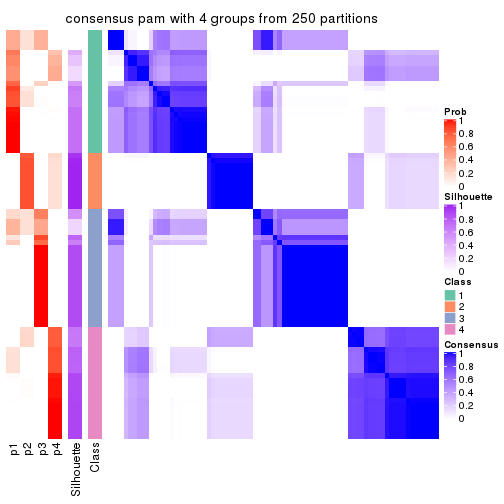 consensus pam with 4 groups from 250 partitions
Prob
1
0.8
0.6
0.4
0.2
0
Silhouette
1
0.8
0.6
0.4
0.2
0
Class
1
2
3
4
Consensus
1
0.8
0.6
0.4
0.2
0
p1
p2
p3
p4
Silhouette
Class